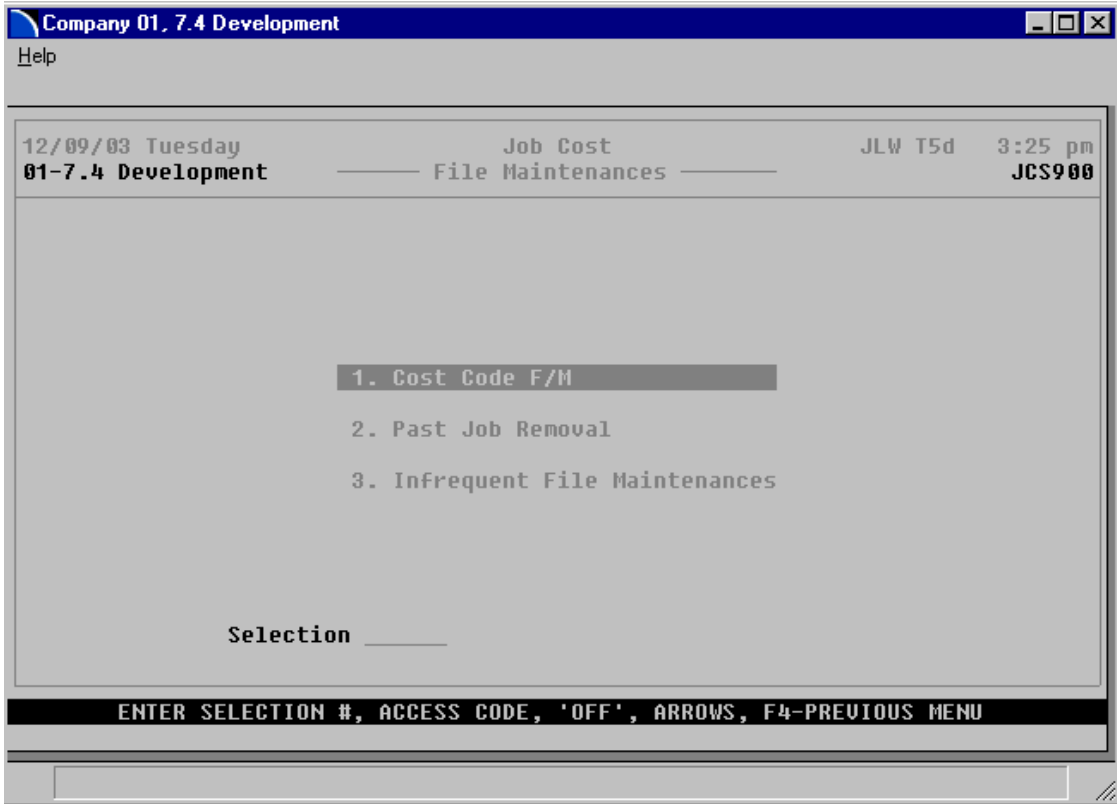 Company 01, 7.4 Development
Help
12/09/03 Tuesday Job Cost JLW T5d 3:25 pm
01-7.4 Development File Maintenances JCS900
1. Cost Code F/M
2. Past Job Removal
3. Infrequent File Maintenances
Selection ______
ENTER SELECTION #, ACCESS CODE, 'OFF', ARROWS, F4-PREVIOUS MENU